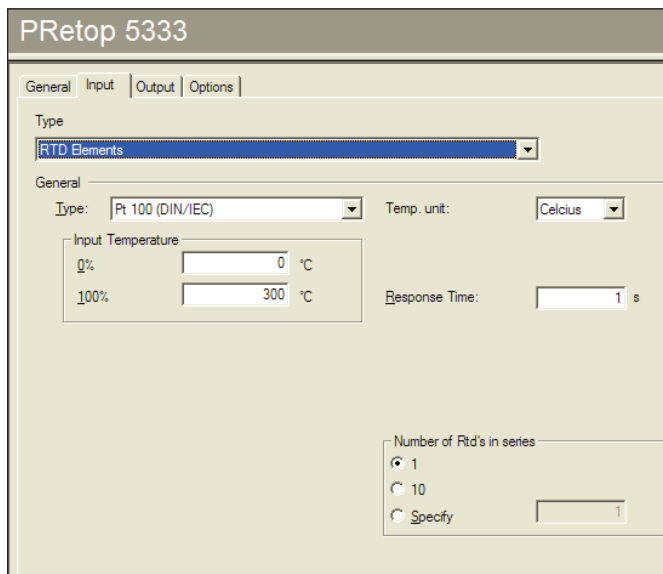 PRetop 5333
General Input Output Options
Type
RTD Elements
General
Type: Pt 100 (DIN/IEC) Temp. unit: Celcius
Input Temperature
0% 0 °C
100% 300 °C Response Time: 1 s
Number of Rtd's in series
1
10
Specify 1